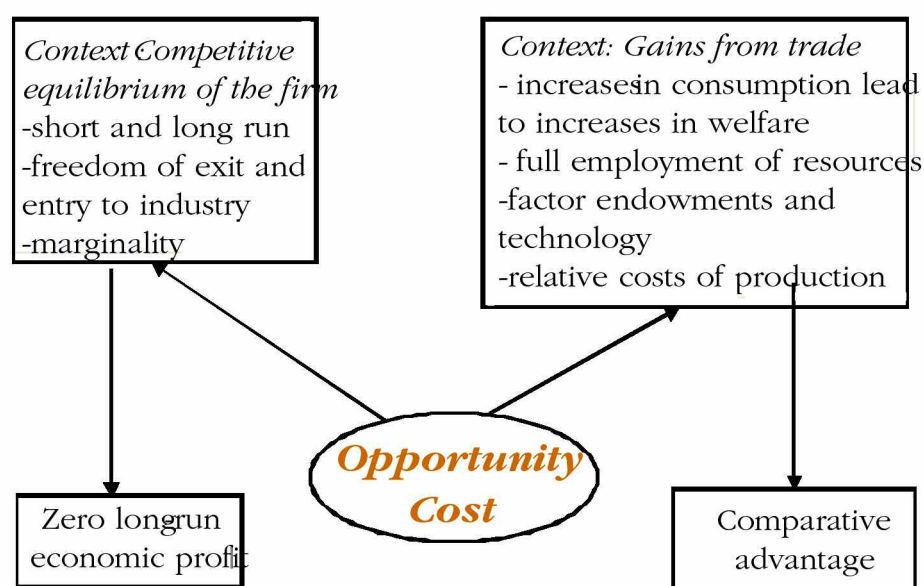 Context: Competitive
equilibrium of the firm
-short and long run
-freedom of exit and
entry to industry
-marginality
Context: Gains from trade
- increases in consumption lead
to increases in welfare
- full employment of resources
-factor endowments and
technology
-relative costs of production
Opportunity
Cost
Zero long-run
economic profit
Comparative
advantage